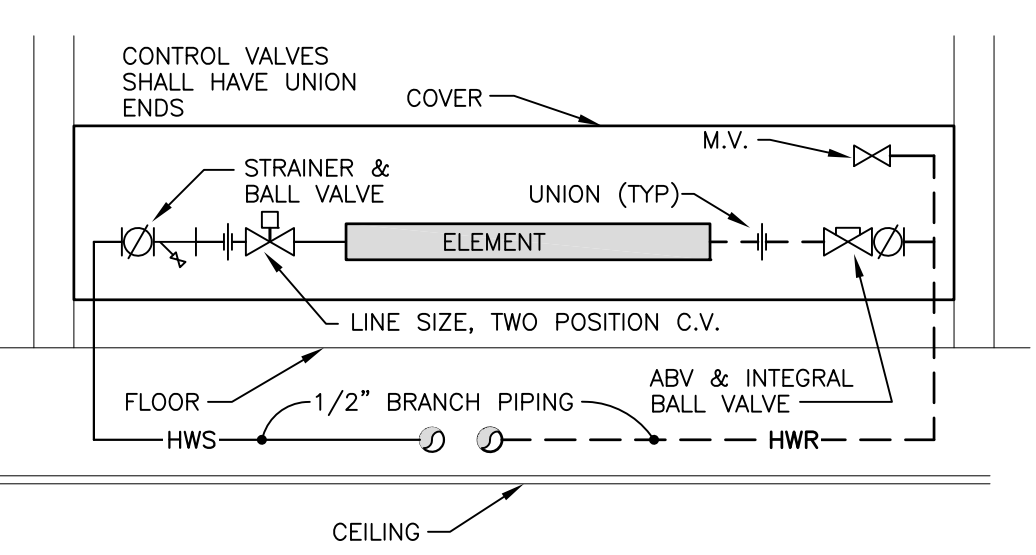 CONTROL VALVES
SHALL HAVE UNION
ENDS
COVER
M.V.
STRAINER &
BALL VALVE
UNION (TYP)
ELEMENT
LINE SIZE, TWO POSITION C.V.
ABV & INTEGRAL
BALL VALVE
FLOOR
1/2" BRANCH PIPING
HWS
HWR
CEILING